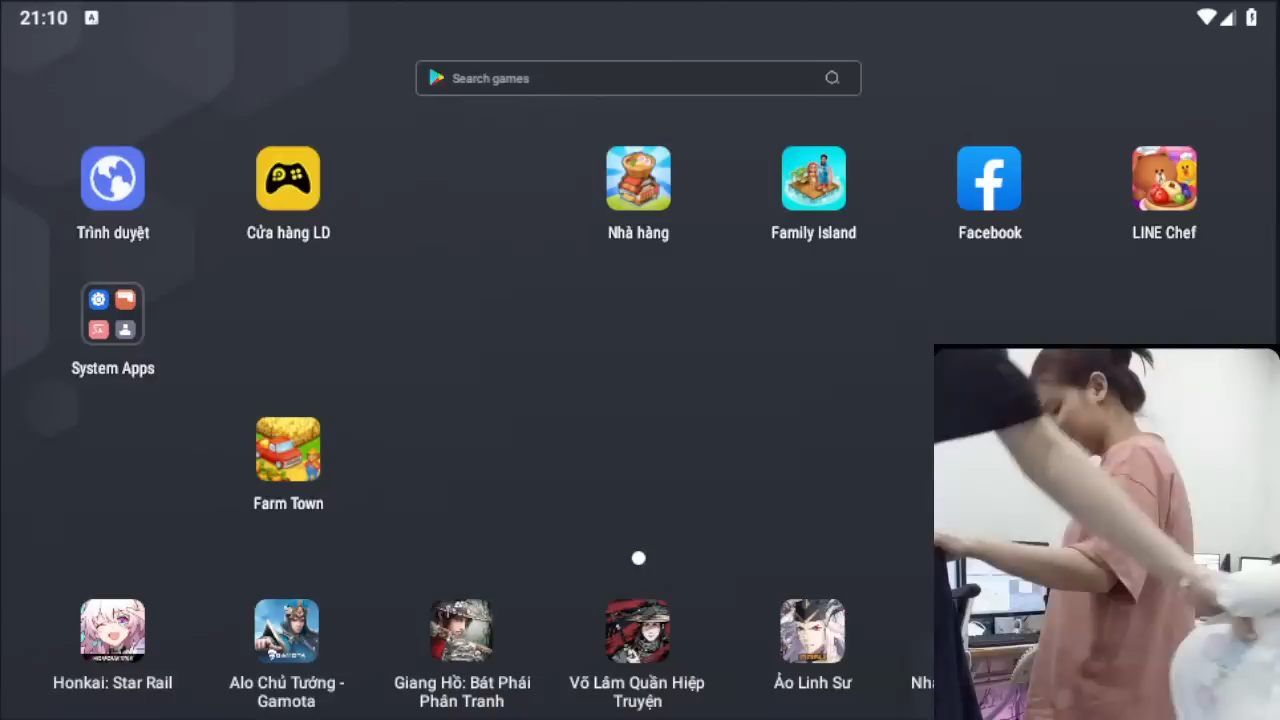 21:10
Search games
Trình duyệt
Cửa hàng LD
Nhà hàng
Family Island
Facebook
LINE Chef
System Apps
Farm Town
Honkai: Star Rail
Alo Chủ Tướng -
Gamota
Giang Hồ: Bát Phái
Phân Tranh
Võ Lâm Quần Hiệp
Truyện
Ảo Linh Sư